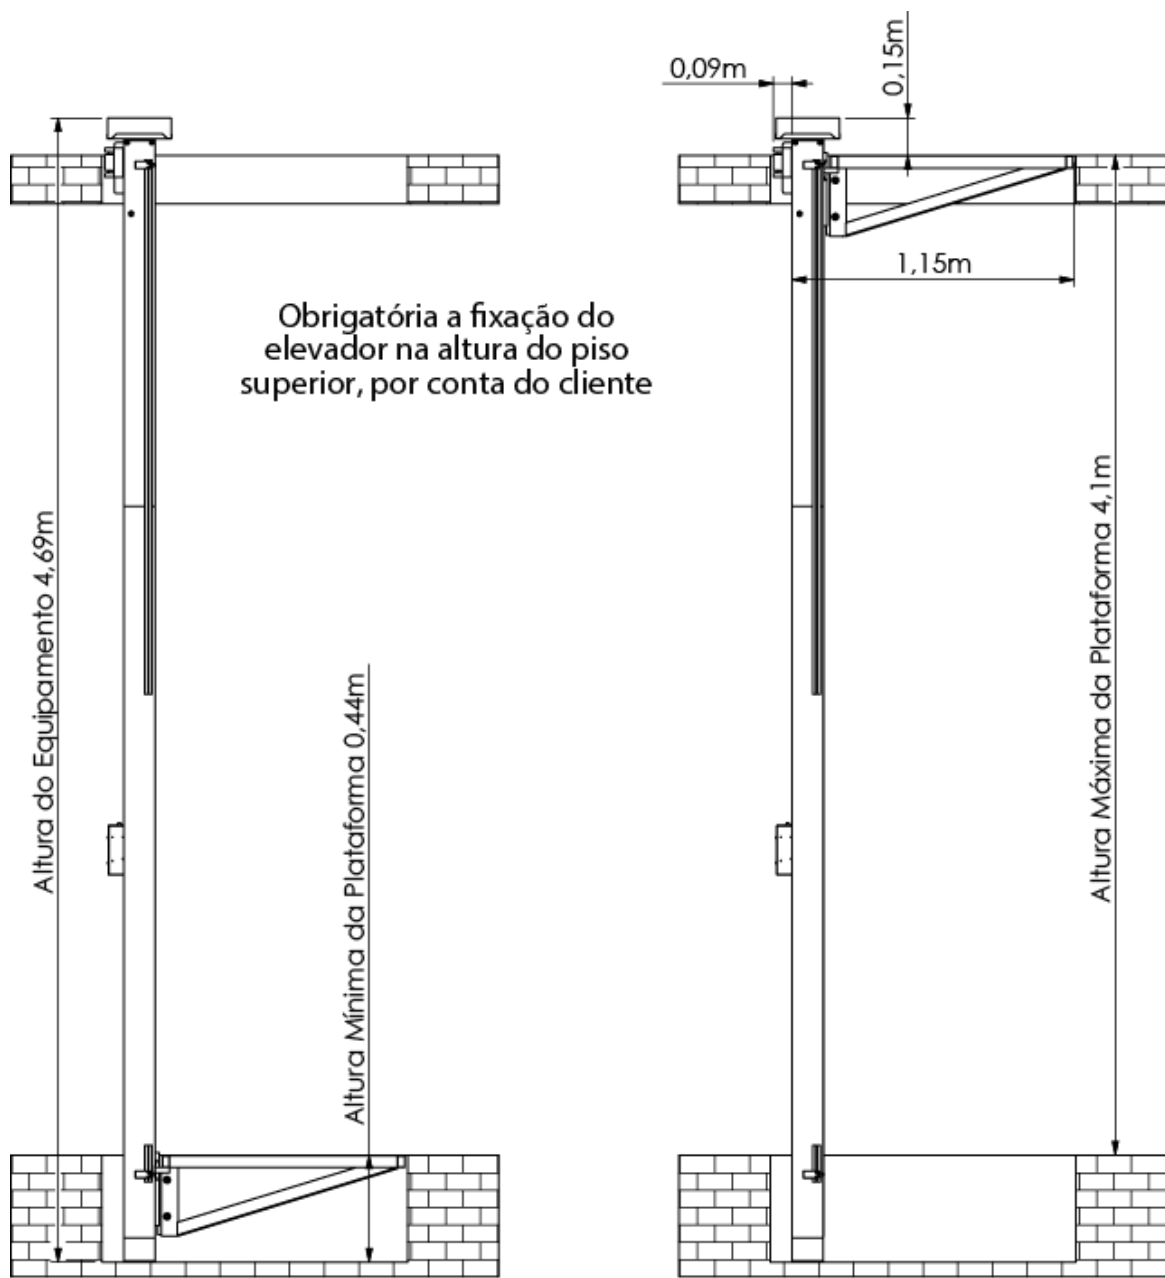 0,09m
0,15m
1,15m
Obrigatória a fixação do
elevador na altura do piso
superior, por conta do cliente
Altura do Equipamento 4,69m
Altura Mínima da Plataforma 0,44m
Altura Máxima da Plataforma 4,1m